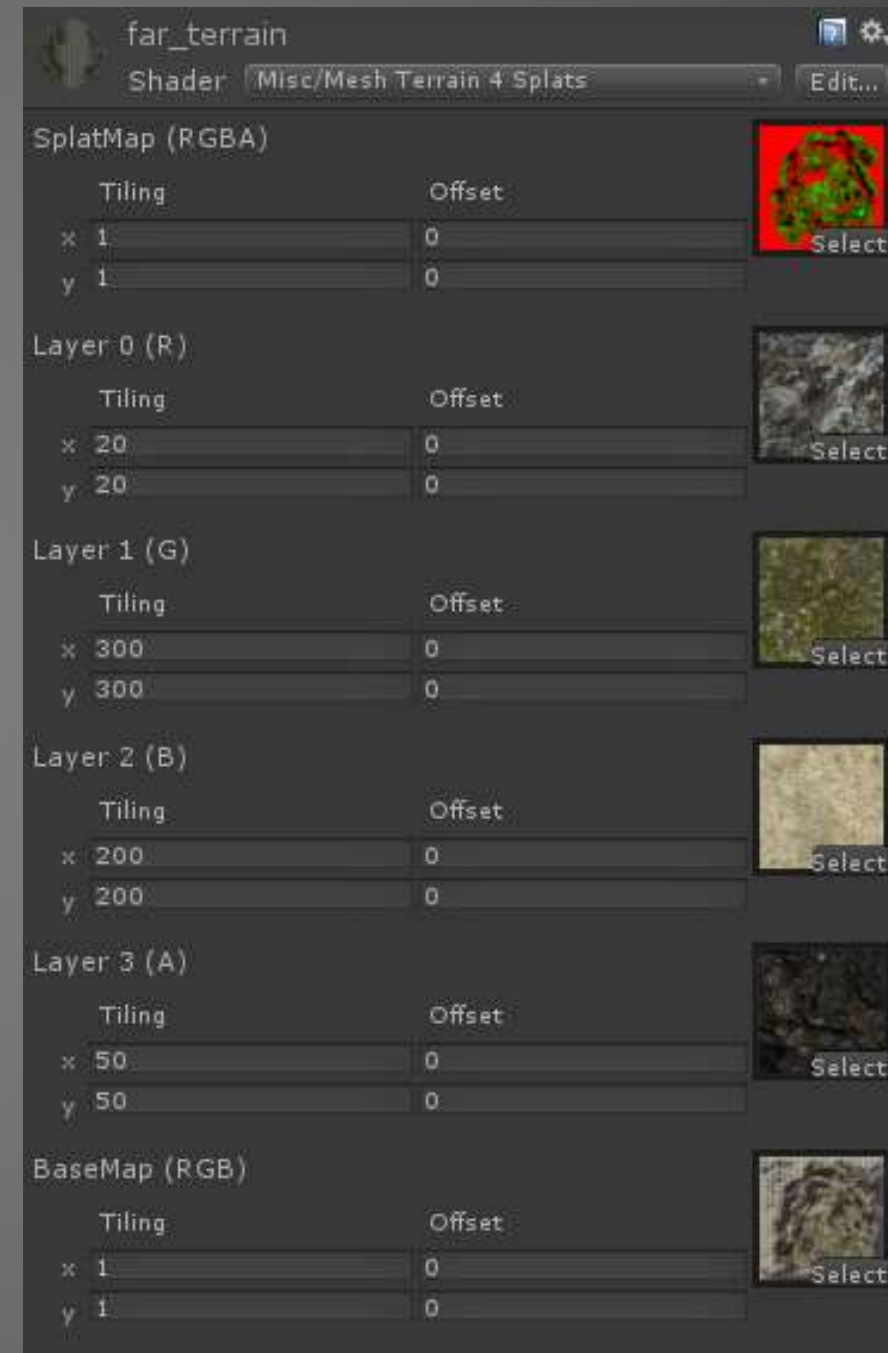 far_terrain
Shader Misc/Mesh Terrain 4 Splats Edit...
SplatMap (RGBA)
Tiling Offset
x 1 0
y 1 0
Select
Layer 0 (R)
Tiling Offset
x 20 0
y 20 0
Select
Layer 1 (G)
Tiling Offset
x 300 0
y 300 0
Select
Layer 2 (B)
Tiling Offset
x 200 0
y 200 0
Select
Layer 3 (A)
Tiling Offset
x 50 0
y 50 0
Select
BaseMap (RGB)
Tiling Offset
x 1 0
y 1 0
Select